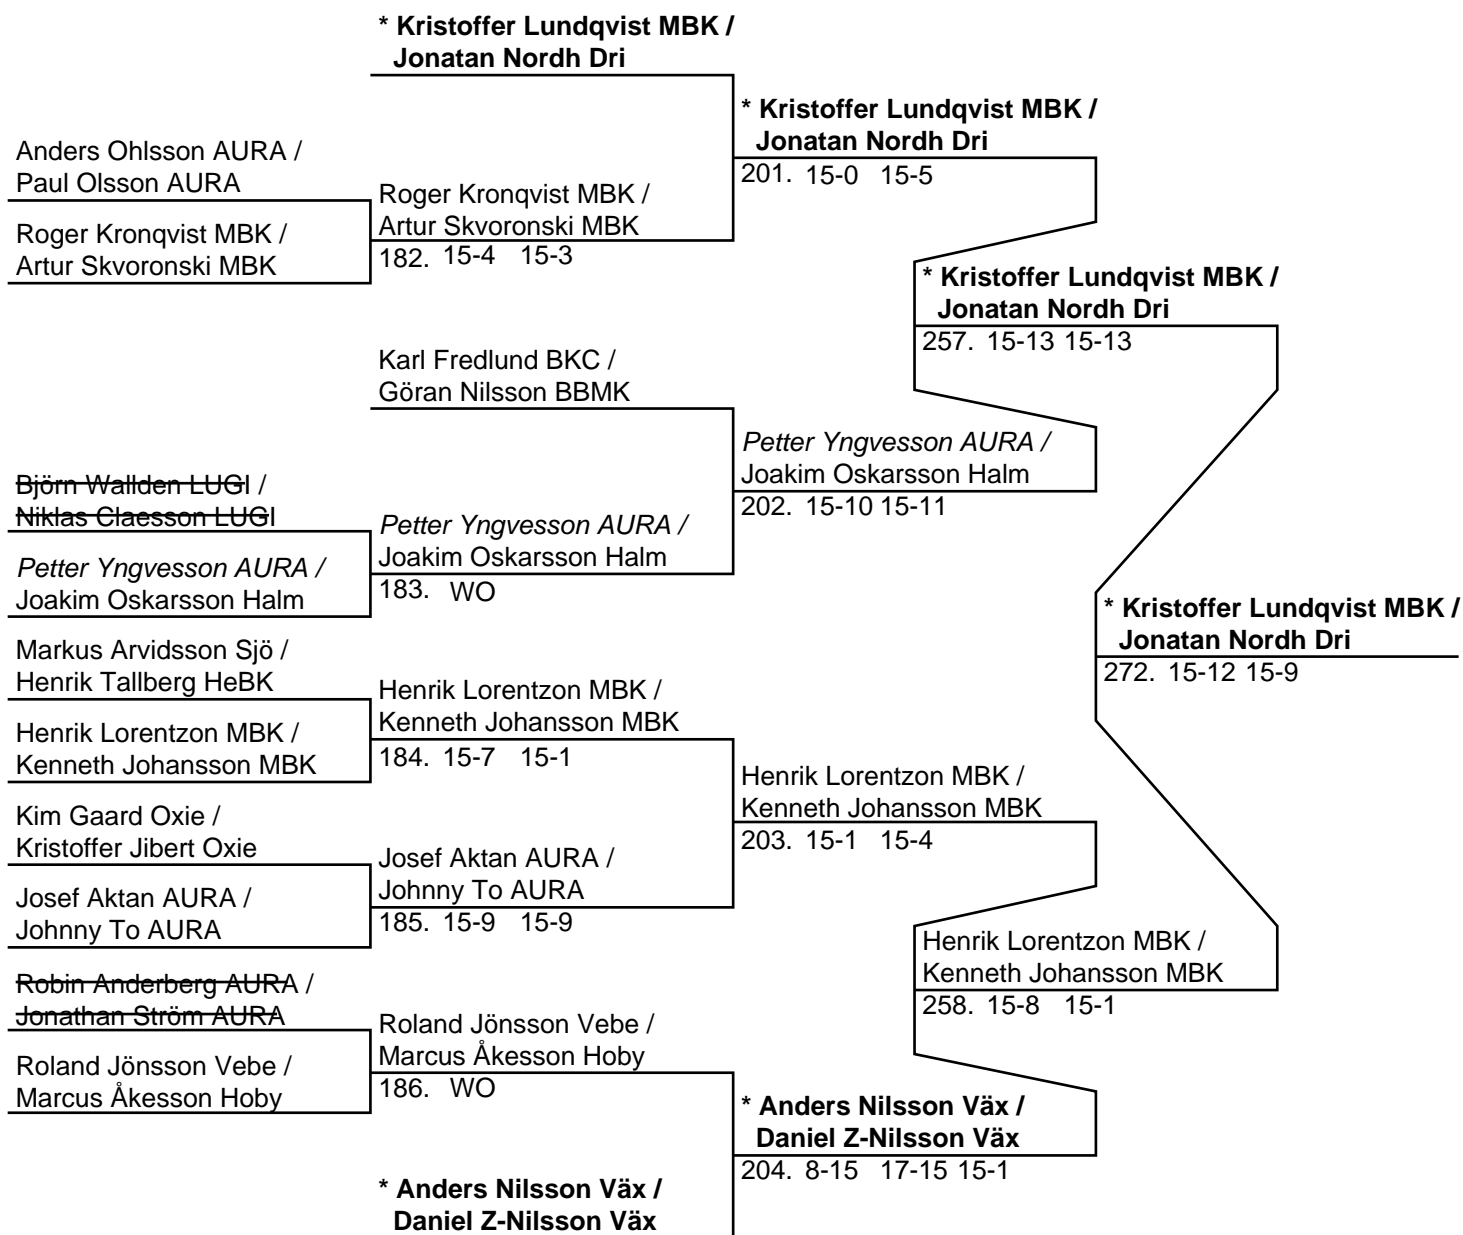 * Kristoffer Lundqvist MBK /
Jonatan Nordh Dri
Anders Ohlsson AURA /
Paul Olsson AURA
Roger Kronqvist MBK /
Artur Skvoronski MBK
Roger Kronqvist MBK /
Artur Skvoronski MBK
182. 15-4 15-3
* Kristoffer Lundqvist MBK /
Jonatan Nordh Dri
201. 15-0 15-5
Karl Fredlund BKC /
Göran Nilsson BBMK
Björn Wallden LUGI /
Niklas Claesson LUGI
Petter Yngvesson AURA /
Joakim Oskarsson Halm
Petter Yngvesson AURA /
Joakim Oskarsson Halm
183. WO
Petter Yngvesson AURA /
Joakim Oskarsson Halm
202. 15-10 15-11
* Kristoffer Lundqvist MBK /
Jonatan Nordh Dri
257. 15-13 15-13
Markus Arvidsson Sjö /
Henrik Tallberg HeBK
Henrik Lorentzon MBK /
Kenneth Johansson MBK
Henrik Lorentzon MBK /
Kenneth Johansson MBK
184. 15-7 15-1
Kim Gaard Oxie /
Kristoffer Jibert Oxie
Josef Aktan AURA /
Johnny To AURA
Josef Aktan AURA /
Johnny To AURA
185. 15-9 15-9
Henrik Lorentzon MBK /
Kenneth Johansson MBK
203. 15-1 15-4
Robin Anderberg AURA /
Jonathan Ström AURA
Roland Jönsson Vebe /
Marcus Åkesson Hoby
Roland Jönsson Vebe /
Marcus Åkesson Hoby
186. WO
* Anders Nilsson Väx /
Daniel Z-Nilsson Väx
* Anders Nilsson Väx /
Daniel Z-Nilsson Väx
204. 8-15 17-15 15-1
Henrik Lorentzon MBK /
Kenneth Johansson MBK
258. 15-8 15-1
* Kristoffer Lundqvist MBK /
Jonatan Nordh Dri
272. 15-12 15-9